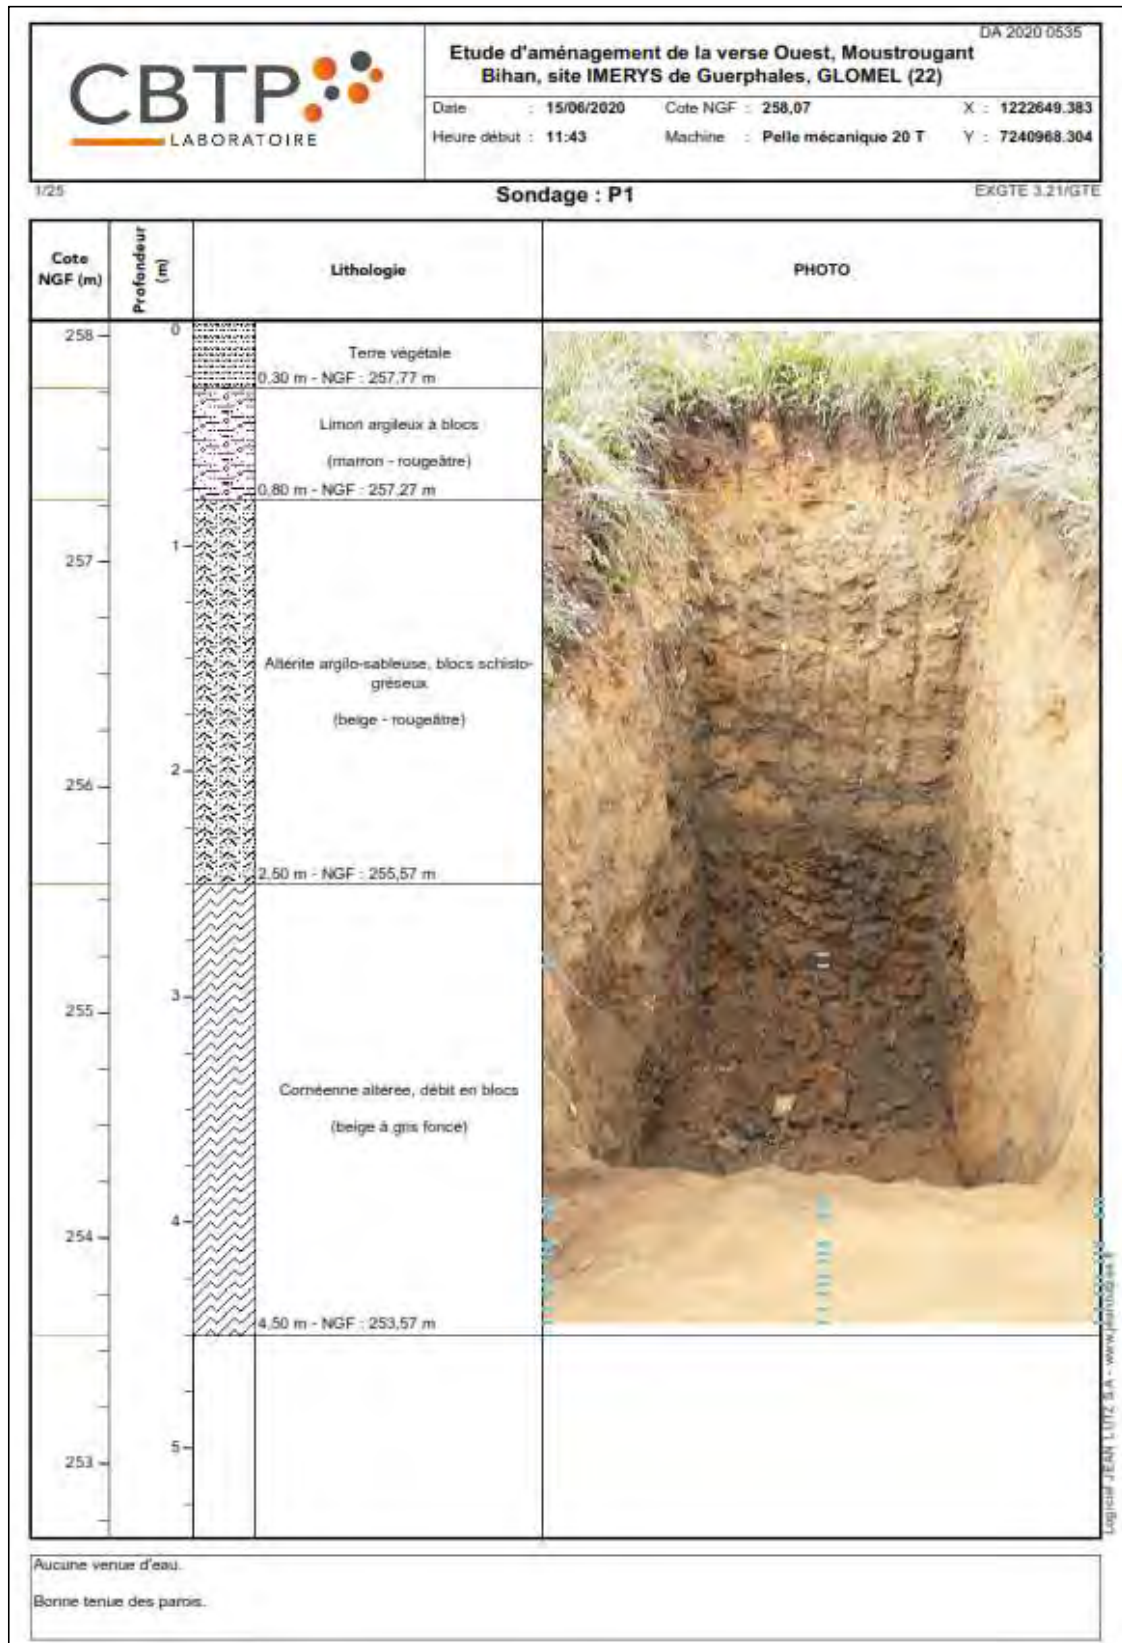 DA 2020 0535
CBTP
LABORATOIRE
Etude d'aménagement de la verse Ouest, Moustrougant
Bihan, site IMERYS de Guerphales, GLOMEL (22)
Date : 15/06/2020 Cote NGF : 258,07 X : 1222649.383
Heure début : 11:43 Machine : Pelle mécanique 20 T Y : 7240968.304
1/25
Sondage : P1
EXGTE 3.21/GTE
Cote
NGF (m)
Profondeur
(m)
Lithologie
PHOTO
258
0
Terre végétale
0,30 m - NGF : 257,77 m
Limon argileux à blocs
(marron - rougeâtre)
0,80 m - NGF : 257,27 m
1
257
Altérite argilo-sableuse, blocs schisto-
gréseux
(beige - rougeâtre)
2
256
2,50 m - NGF : 255,57 m
3
255
Cornéenne altérée, débit en blocs
(beige à gris foncé)
4
254
4,50 m - NGF : 253,57 m
5
253
Logiciel JEAN LUTZ S.A - www.jeanlutzsa.fr
Aucune venue d'eau.
Bonne tenue des parois.